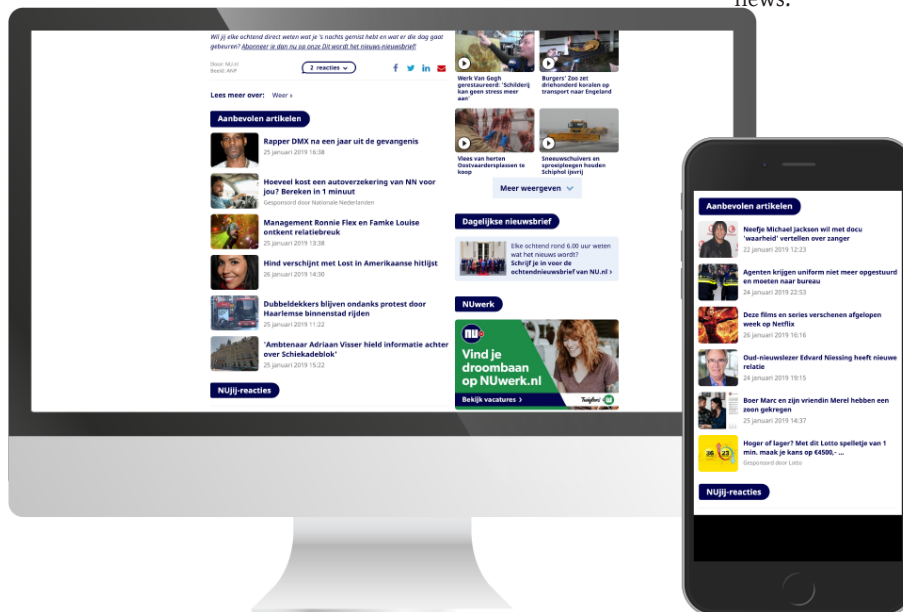 news.
Wil jij elke ochtend direct weten wat je 's nachts gemist hebt en wat er die dag gaat
gebeuren? Abonneer je dan nu op onze Dit wordt het nieuws-nieuwsbrief!
Door: NU.nl
Beeld: ANP
2 reacties
Lees meer over: Weer ›
Aanbevolen artikelen
Rapper DMX na een jaar uit de gevangenis
25 januari 2019 16:38
Hoeveel kost een autoverzekering van NN voor
jou? Bereken in 1 minuut
Gesponsord door Nationale Nederlanden
Management Ronnie Flex en Famke Louise
ontkent relatiebreuk
25 januari 2019 13:38
Hind verschijnt met Lost in Amerikaanse hitlijst
26 januari 2019 14:30
Dubbeldekkers blijven ondanks protest door
Haarlemse binnenstad rijden
25 januari 2019 11:22
'Ambtenaar Adriaan Visser hield informatie achter
over Schiekadeblok'
25 januari 2019 15:22
NUjij-reacties
Werk Van Gogh
gerestaureerd: 'Schilderij
kan geen stress meer
aan'
Burgers' Zoo zet
driehonderd koralen op
transport naar Engeland
Vlees van herten
Oostvaardersplassen te
koop
Sneeuwschuivers en
sproeiploegen houden
Schiphol ijsvrij
Meer weergeven
Dagelijkse nieuwsbrief
Elke ochtend rond 6.00 uur weten
wat het nieuws wordt?
Schrijf je in voor de
ochtendnieuwsbrief van NU.nl ›
NUwerk
NU
Vind je
droombaan
op NUwerk.nl
Bekijk vacatures ›
Aanbevolen artikelen
Neefje Michael Jackson wil met docu
'waarheid' vertellen over zanger
22 januari 2019 12:23
Agenten krijgen uniform niet meer opgestuurd
en moeten naar bureau
24 januari 2019 22:53
Deze films en series verschenen afgelopen
week op Netflix
26 januari 2019 16:16
Oud-nieuwslezer Edvard Niessing heeft nieuwe
relatie
24 januari 2019 19:15
Boer Marc en zijn vriendin Merel hebben een
zoon gekregen
25 januari 2019 14:37
Hoger of lager? Met dit Lotto spelletje van 1
min. maak je kans op €4500,- ...
Gesponsord door Lotto
36 23
NUjij-reacties